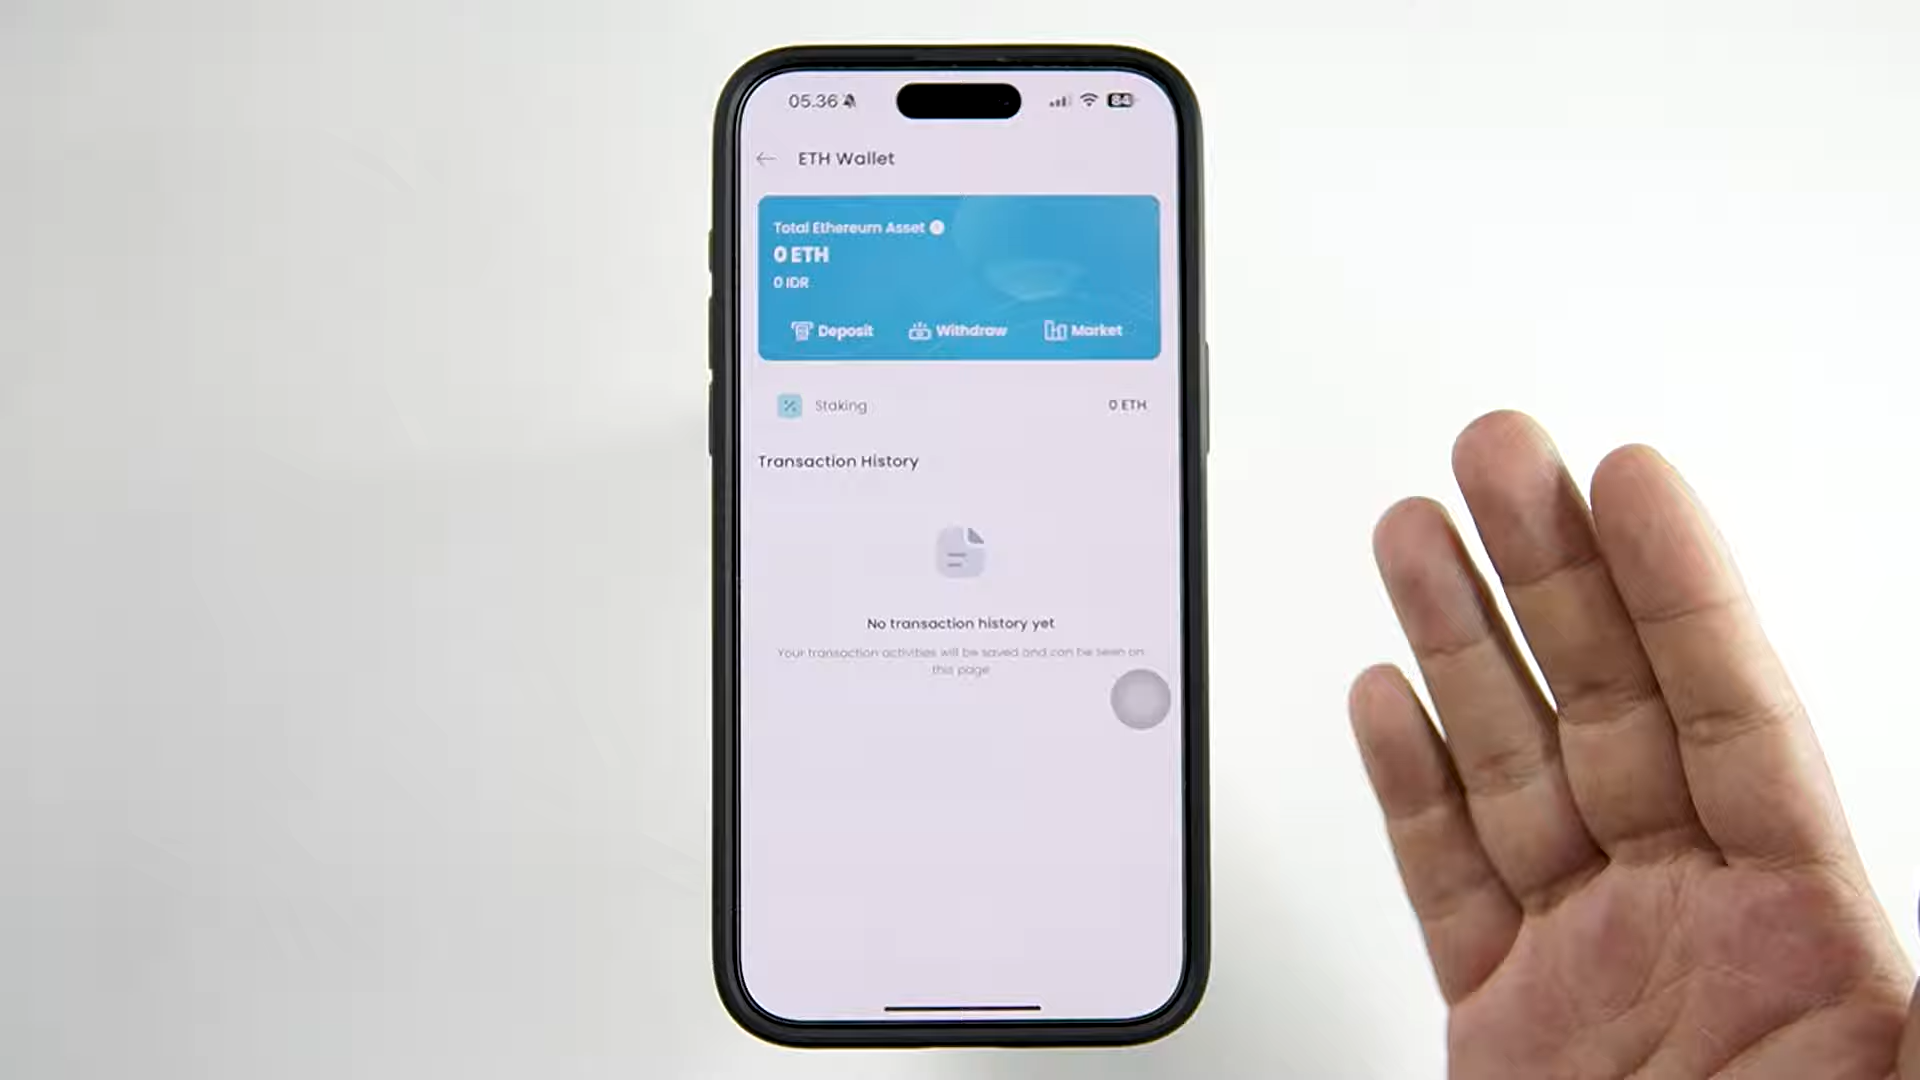 05.36
84
ETH Wallet
Total Ethereum Asset
0 ETH
0 IDR
Deposit Withdraw Market
Staking 0 ETH
Transaction History
No transaction history yet
Your transaction activities will be saved and can be seen on
this page